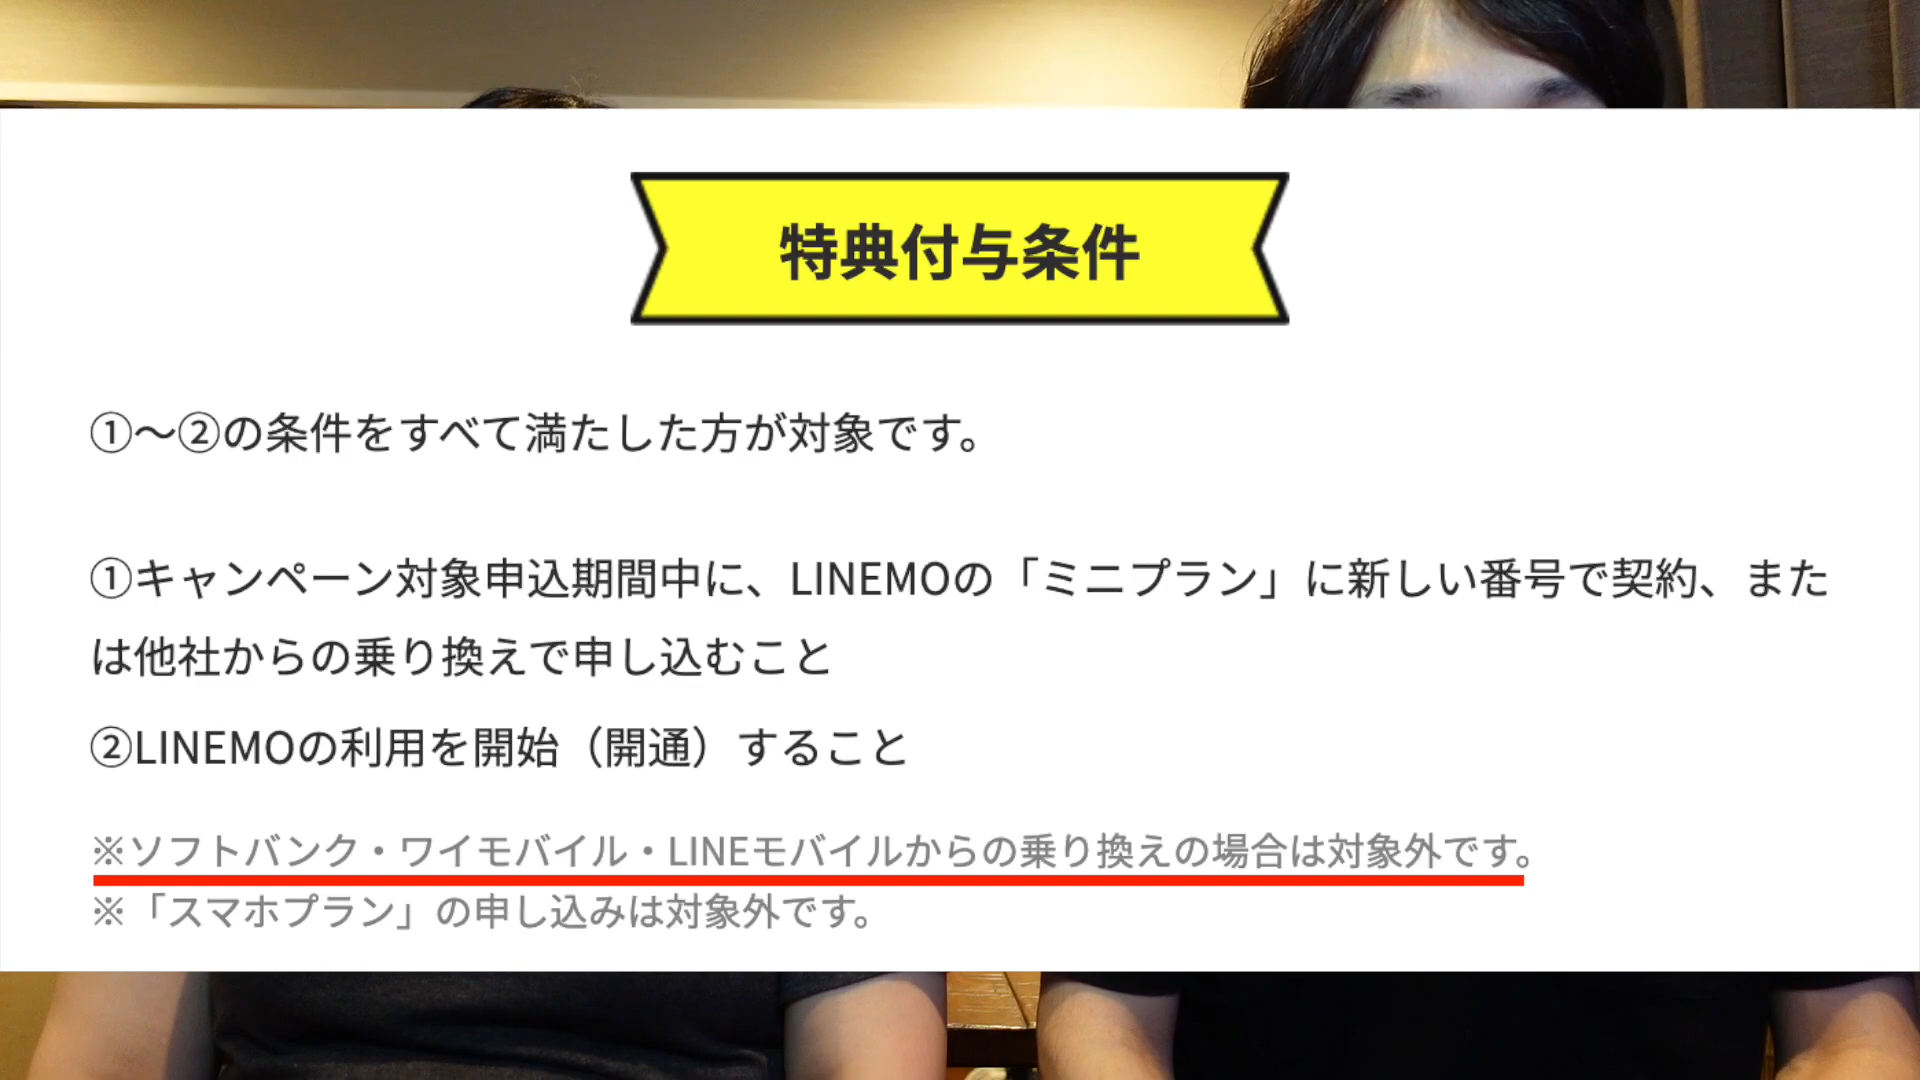 特典付与条件
①〜②の条件をすべて満たした方が対象です。
①キャンペーン対象申込期間中に、LINEMOの「ミニプラン」に新しい番号で契約、また
は他社からの乗り換えで申し込むこと
②LINEMOの利用を開始（開通）すること
※ソフトバンク・ワイモバイル・LINEモバイルからの乗り換えの場合は対象外です。
※「スマホプラン」の申し込みは対象外です。